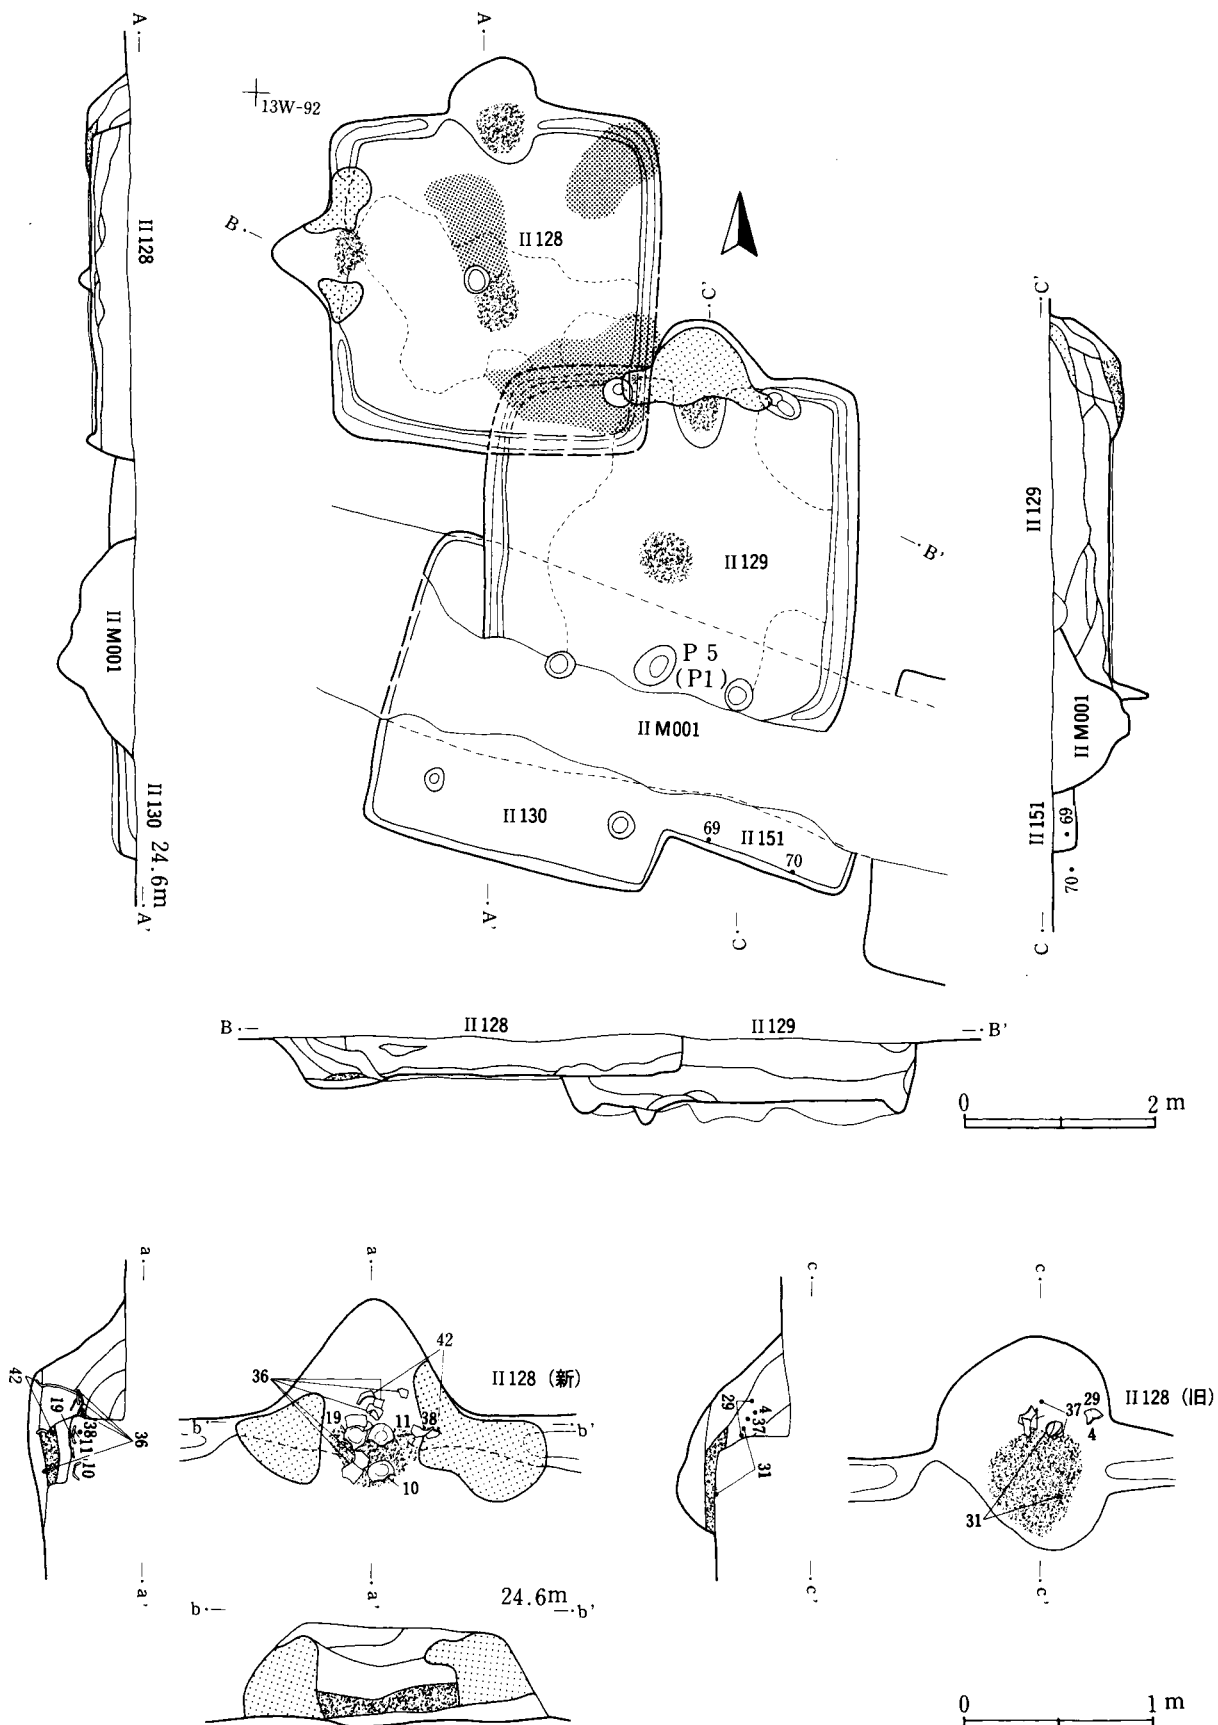 A
A
13W-92
B
II 128
II 128
C'
C'
II 129
II 129
B'
P 5
(P1)
II M001
II M001
II M001
II 130
II 130
24.6m
II 151
II 151
69
70
69
70
A'
A'
C
C
B
II 128
II 129
B'
0 2 m
a
a
c
c
42
36
II 128 (新)
II 128 (旧)
42
19
38
11
10
36
b
19
11
38
10
b'
29
4
37
31
37
29
4
31
a'
a'
c'
c'
24.6m
b
b'
0 1 m